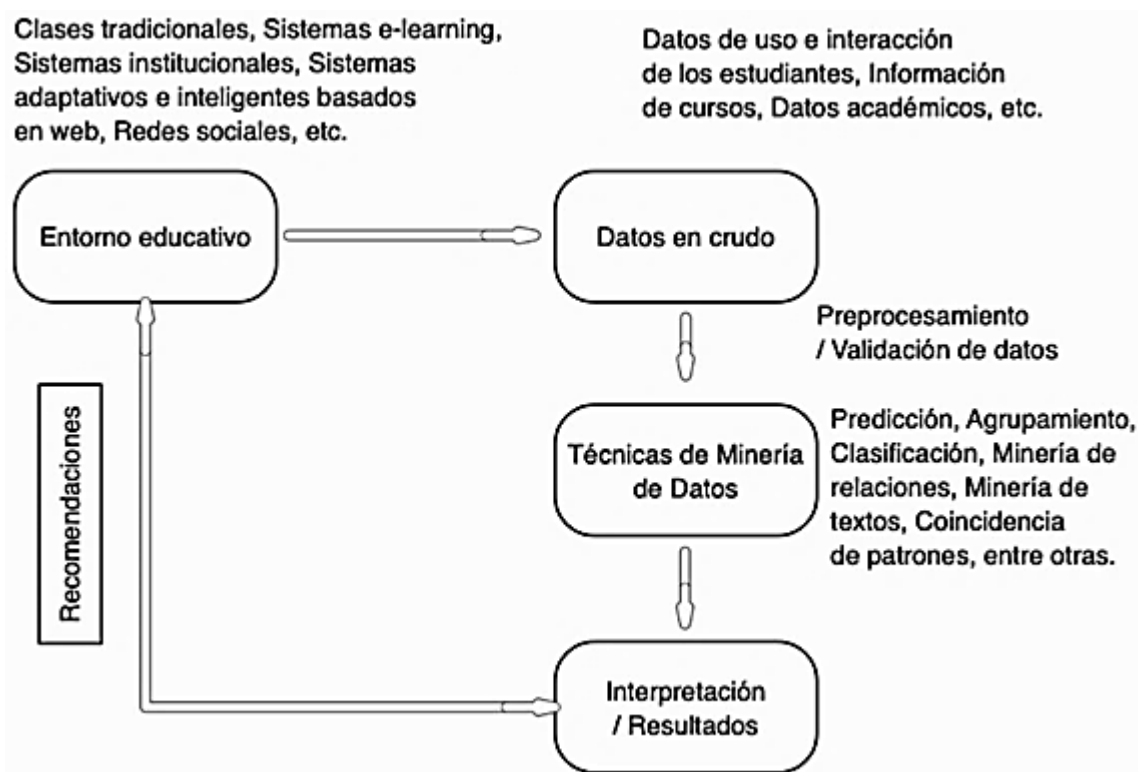 Clases tradicionales, Sistemas e-learning,
Sistemas institucionales, Sistemas
adaptativos e inteligentes basados
en web, Redes sociales, etc.
Datos de uso e interacción
de los estudiantes, Información
de cursos, Datos académicos, etc.
Entorno educativo
Datos en crudo
Preprocesamiento
/ Validación de datos
Técnicas de Minería
de Datos
Predicción, Agrupamiento,
Clasificación, Minería de
relaciones, Minería de
textos, Coincidencia
de patrones, entre otras.
Recomendaciones
Interpretación
/ Resultados